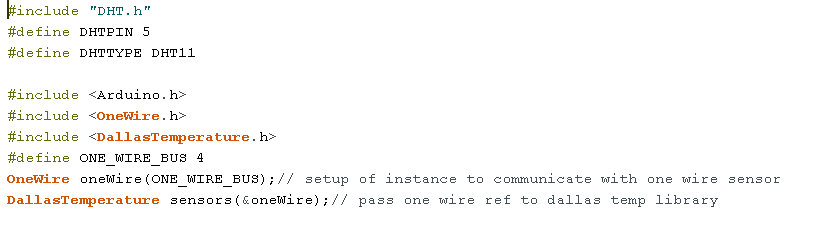 #include "DHT.h"
#define DHTPIN 5
#define DHTTYPE DHT11
#include <Arduino.h>
#include <OneWire.h>
#include <DallasTemperature.h>
#define ONE_WIRE_BUS 4
OneWire oneWire(ONE_WIRE_BUS);// setup of instance to communicate with one wire sensor
DallasTemperature sensors(&oneWire);// pass one wire ref to dallas temp library